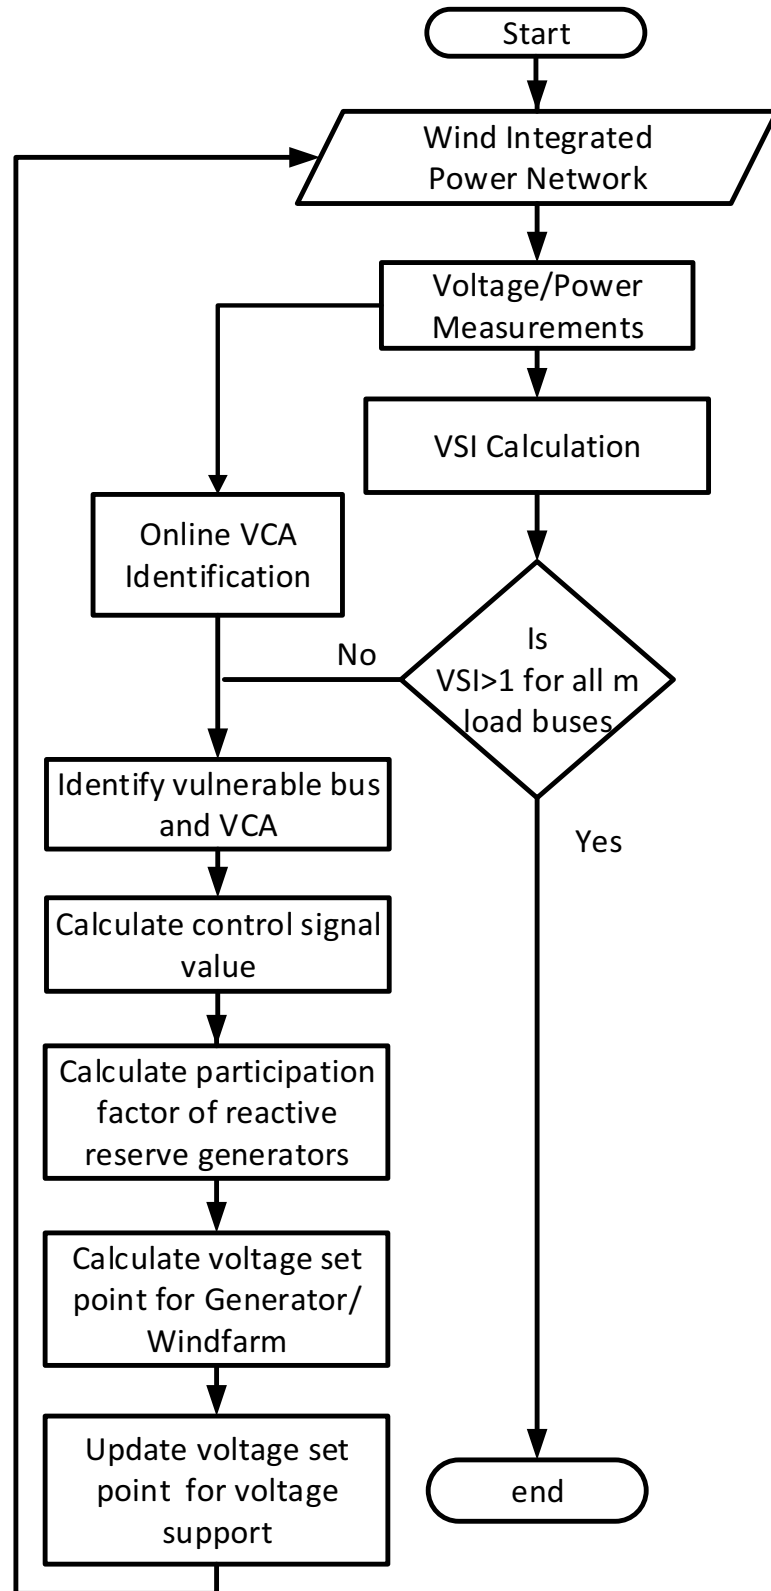 Start
Wind Integrated
Power Network
Voltage/Power
Measurements
VSI Calculation
Online VCA
Identification
Is
VSI>1 for all m
load buses
No
Yes
Identify vulnerable bus
and VCA
Calculate control signal
value
Calculate participation
factor of reactive
reserve generators
Calculate voltage set
point for Generator/
Windfarm
Update voltage set
point for voltage
support
end